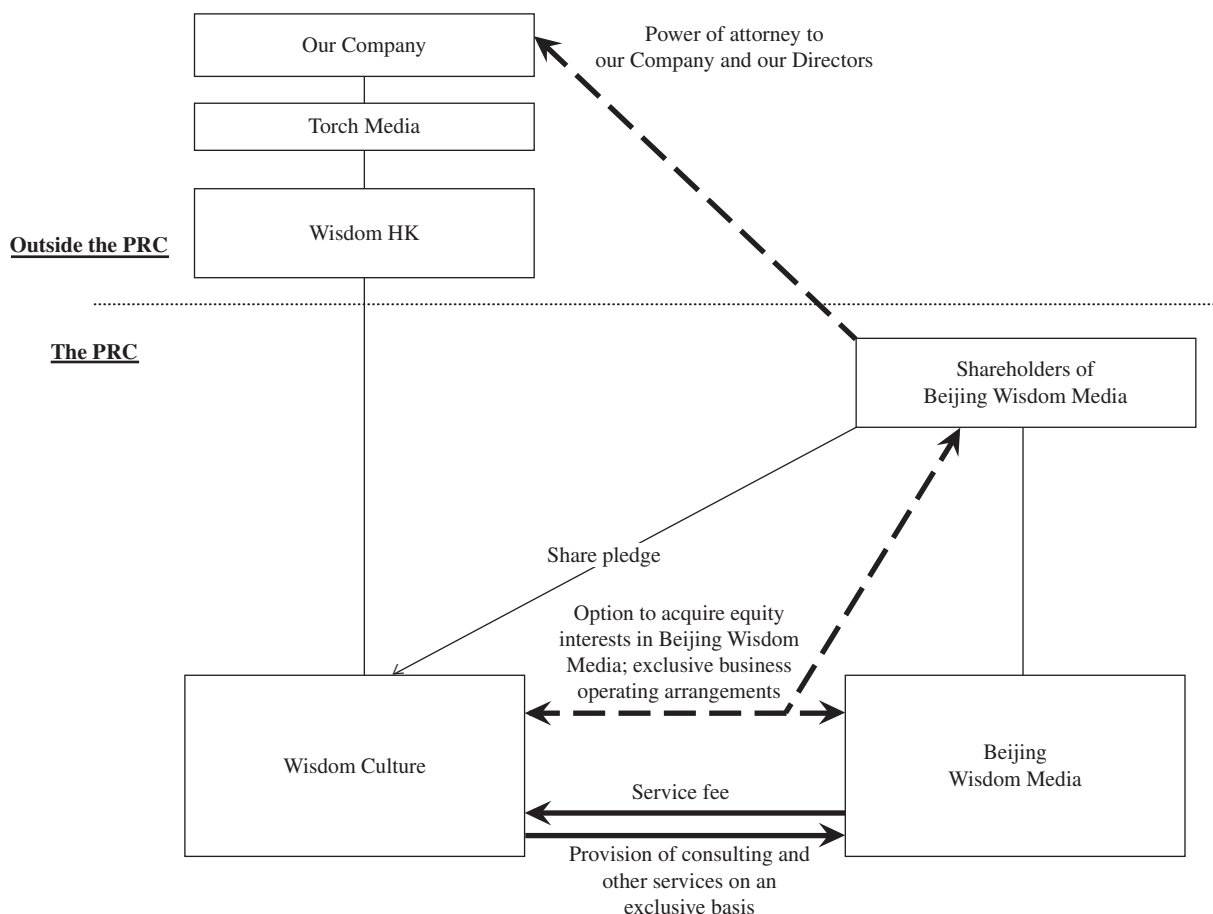 Our Company
Power of attorney to
our Company and our Directors
Torch Media
Wisdom HK
Outside the PRC
The PRC
Shareholders of
Beijing Wisdom Media
Share pledge
Option to acquire equity
interests in Beijing Wisdom
Media; exclusive business
operating arrangements
Wisdom Culture
Beijing
Wisdom Media
Service fee
Provision of consulting and
other services on an
exclusive basis